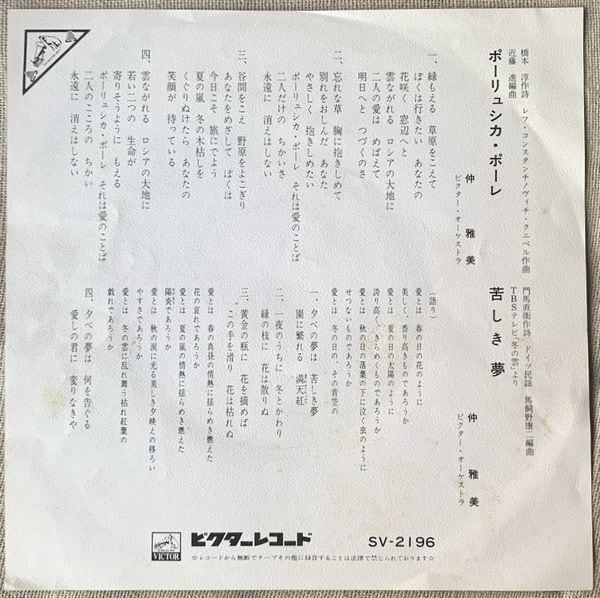 橋本 淳作詩 レフ・コンスタンチノヴィチ・クニペル作曲
近藤 進編曲
ポーリュシカ・ポーレ
仲 雅美
ビクター・オーケストラ
一、緑もえる 草原をこえて
ぼくは行きたい あなたの
花咲く 窓辺へと
雲ながれる ロシアの大地に
二人の愛は めばえて
明日へと つづくのさ
二、忘れな草 胸に抱きしめて
別れをおしんだ あなた
やさしく 抱きしめたい
ポーリュシカ・ポーレ それは愛のことば
二人だけの ちかいさ
永遠に 消えはしない
三、谷間をこえ 野原をよこぎり
あなたをめざして ぼくは
今日こそ 旅にでよう
夏の嵐 冬の木枯しを
くぐりぬけたら あなたの
笑顔が 待っている
四、雲ながれる ロシアの大地に
若い二つの 生命が
寄りそうように もえる
ポーリュシカ・ポーレ それは愛のことば
二人のこころの ちかい
永遠に 消えはしない
門馬直衛作詩 ドイツ民謡 馬飼野康二編曲
TBSテレビ「冬の雲」より
苦しき夢
仲 雅美
ビクター・オーケストラ
(語り)
愛とは 春の日の花のように
美しく、香り高きものであろうか
愛とは 夏の日の太陽のように
誇り高く、きらめくものであろうか
愛とは 秋の日の落葉の下に泣く虫のように
せつないものであろうか
愛とは 冬の日の、その青空の
一、夕べの夢は 苦しき夢
園に繁れる 満天紅
二、一夜のうちに 冬とかわり
緑の枝に 花は散りぬ
三、黄金の瓶に 花を摘めば
この手を滑り 花は枯れぬ
愛とは 春の真昼の情熱に揺らめき燃えた
花の哀れであろうか
愛とは 夏の嵐の情熱に揺らめき燃えた
陽炎であろうか
愛とは 秋の風に光る美しき夕映えの移ろい
やすさであろうか
愛とは 冬の雲に乱れ舞う枯れ紅葉の
戯れであろうか
四、夕べの夢は 何を告ぐる
愛しの君に 変りなきや
VICTOR
ビクターレコード
SV-2196
☆レコードから無断でテープその他に録音することは法律で禁じられております☆